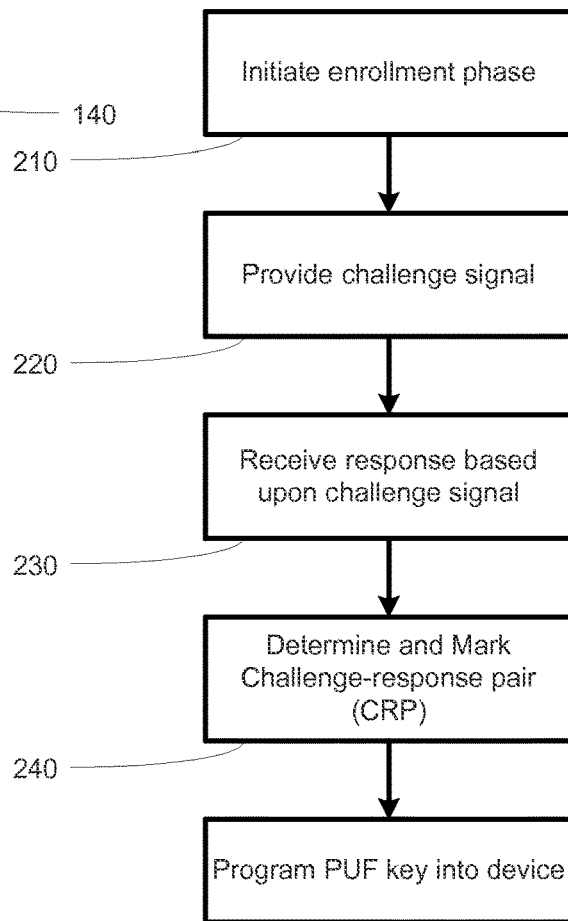 Initiate enrollment phase
140
210
Provide challenge signal
220
Receive response based
upon challenge signal
230
Determine and Mark
Challenge-response pair
(CRP)
240
Program PUF key into device